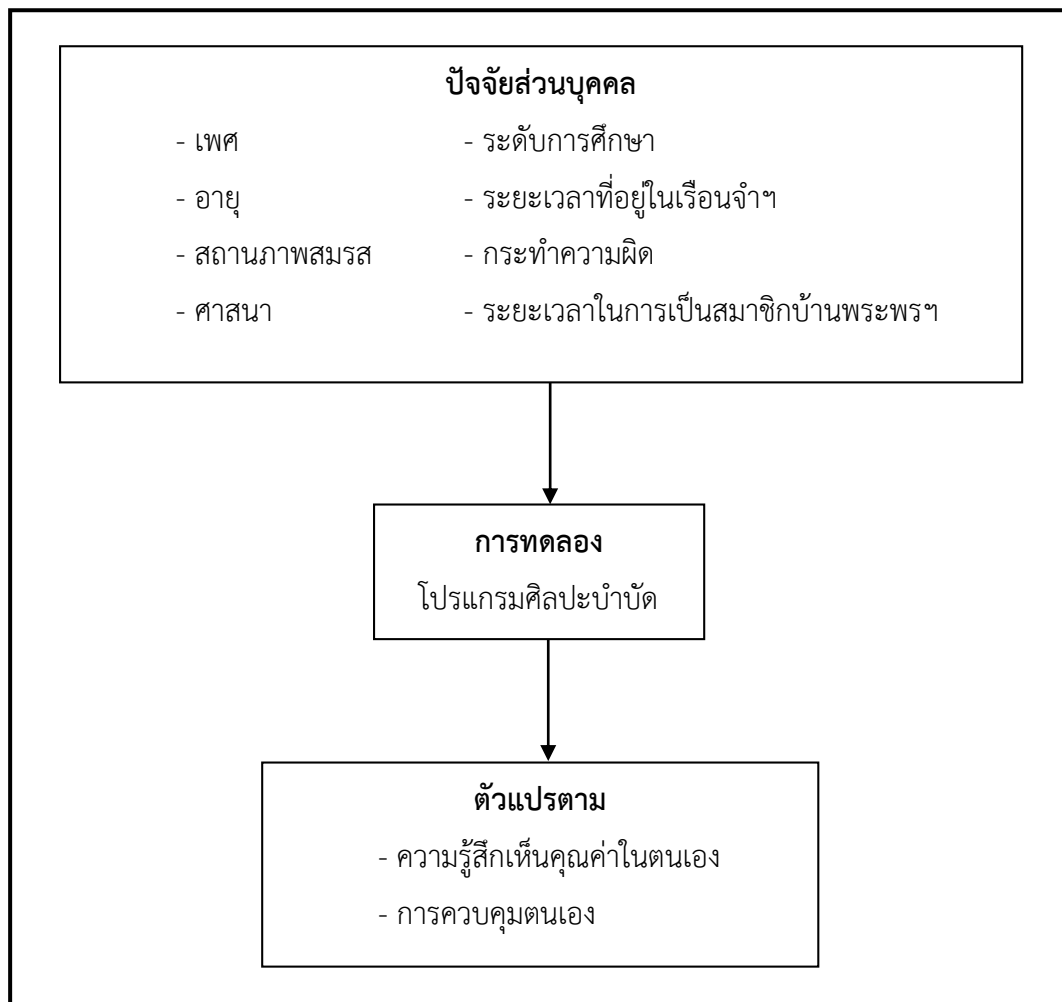 ปัจจัยส่วนบุคคล
- เพศ - ระดับการศึกษา
- อายุ - ระยะเวลาที่อยู่ในเรือนจำฯ
- สถานภาพสมรส - กระทำความผิด
- ศาสนา - ระยะเวลาในการเป็นสมาชิกบ้านพระพรฯ
การทดลอง
โปรแกรมศิลปะบำบัด
ตัวแปรตาม
- ความรู้สึกเห็นคุณค่าในตนเอง
- การควบคุมตนเอง